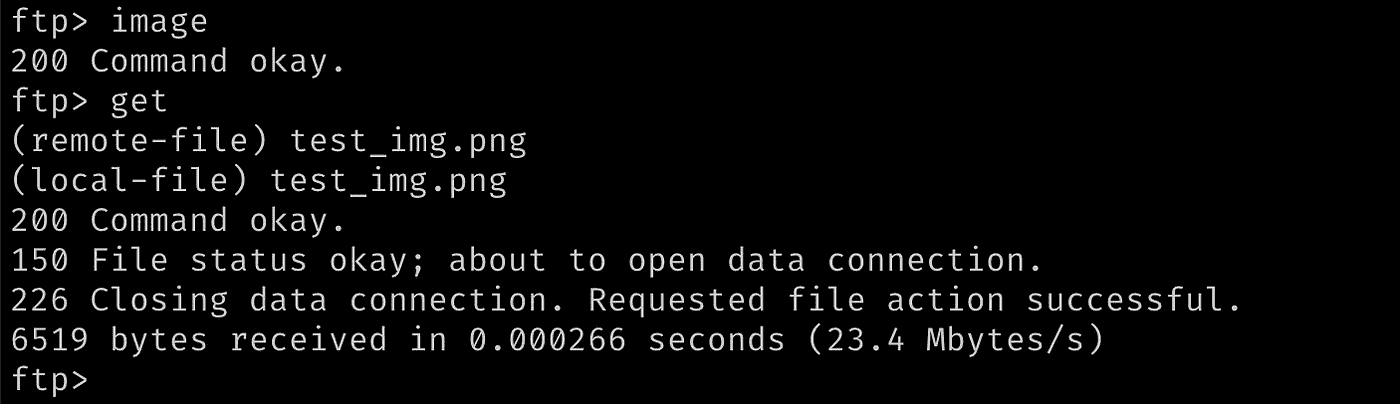 ftp> image
200 Command okay.
ftp> get
(remote-file) test_img.png
(local-file) test_img.png
200 Command okay.
150 File status okay; about to open data connection.
226 Closing data connection. Requested file action successful.
6519 bytes received in 0.000266 seconds (23.4 Mbytes/s)
ftp>